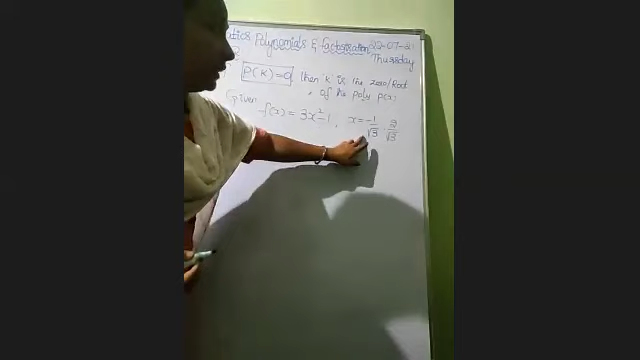 Polynomials & Factorisation 22-07-21
Thursday
P(K)=0, then 'k' is the zero/Root
of the poly p(x)
Given
f(x) = 3x²-1, x = -1/√3, 2/√3